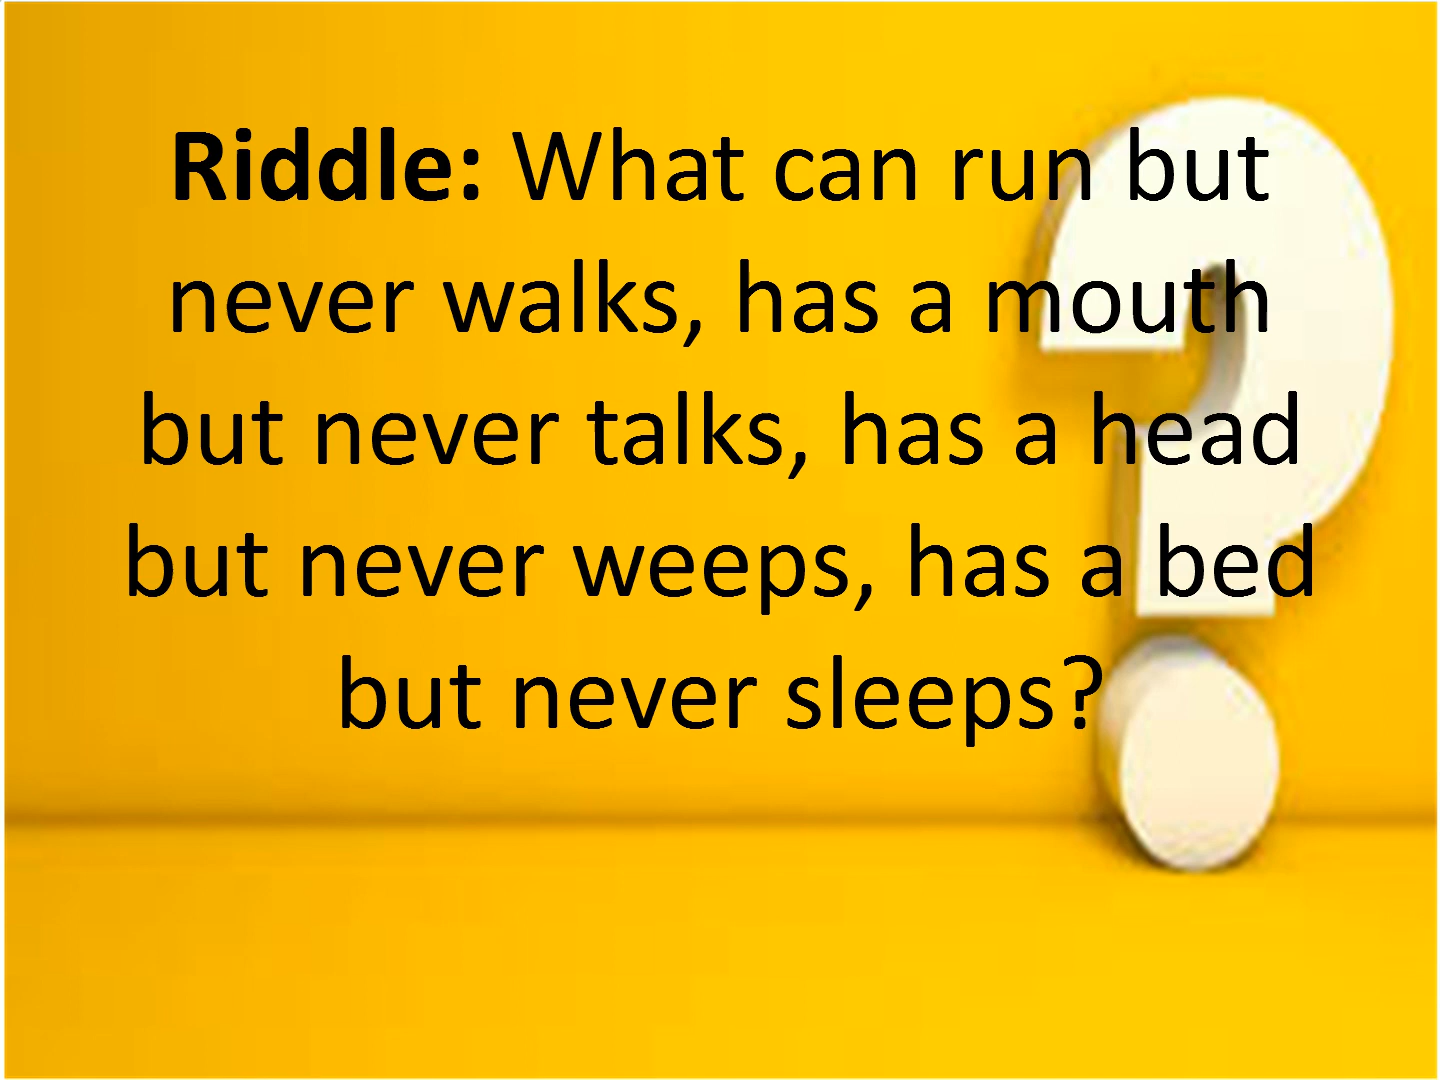 Riddle: What can run but
never walks, has a mouth
but never talks, has a head
but never weeps, has a bed
but never sleeps?